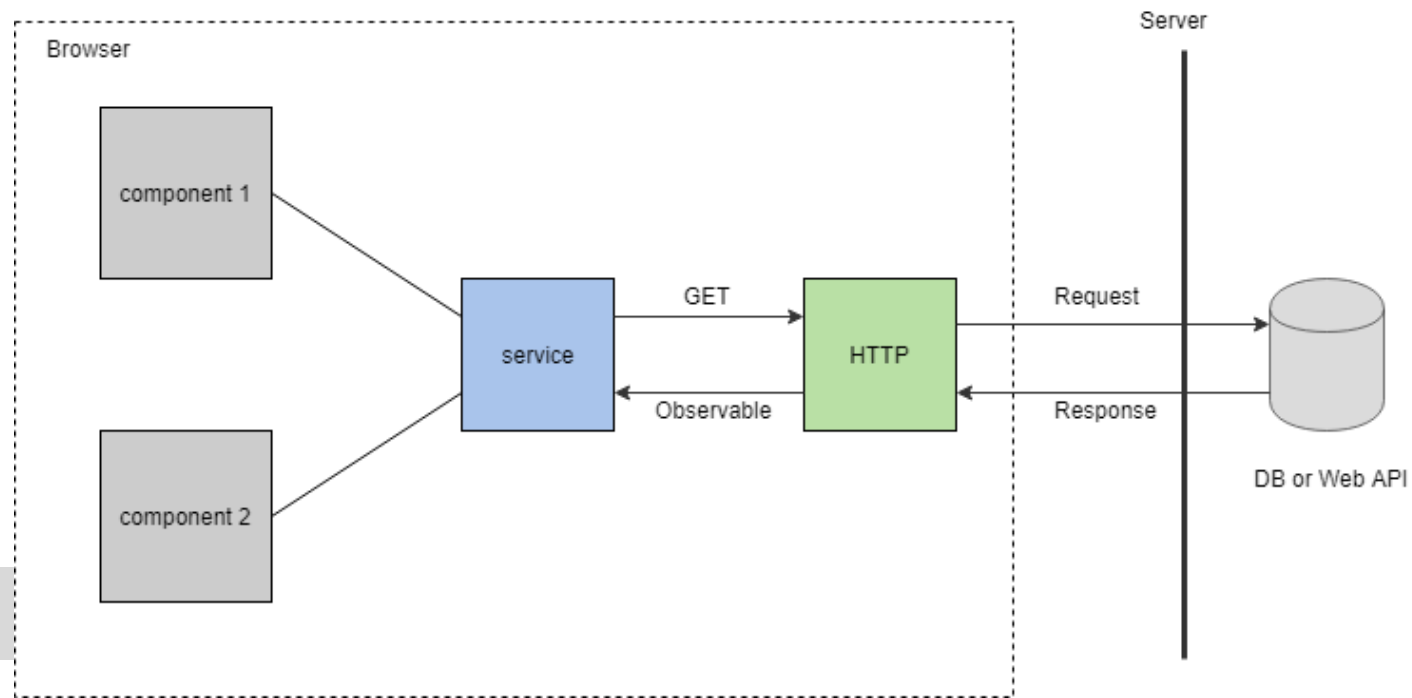 Server
Browser
component 1
GET
Request
service
HTTP
Observable
Response
DB or Web API
component 2